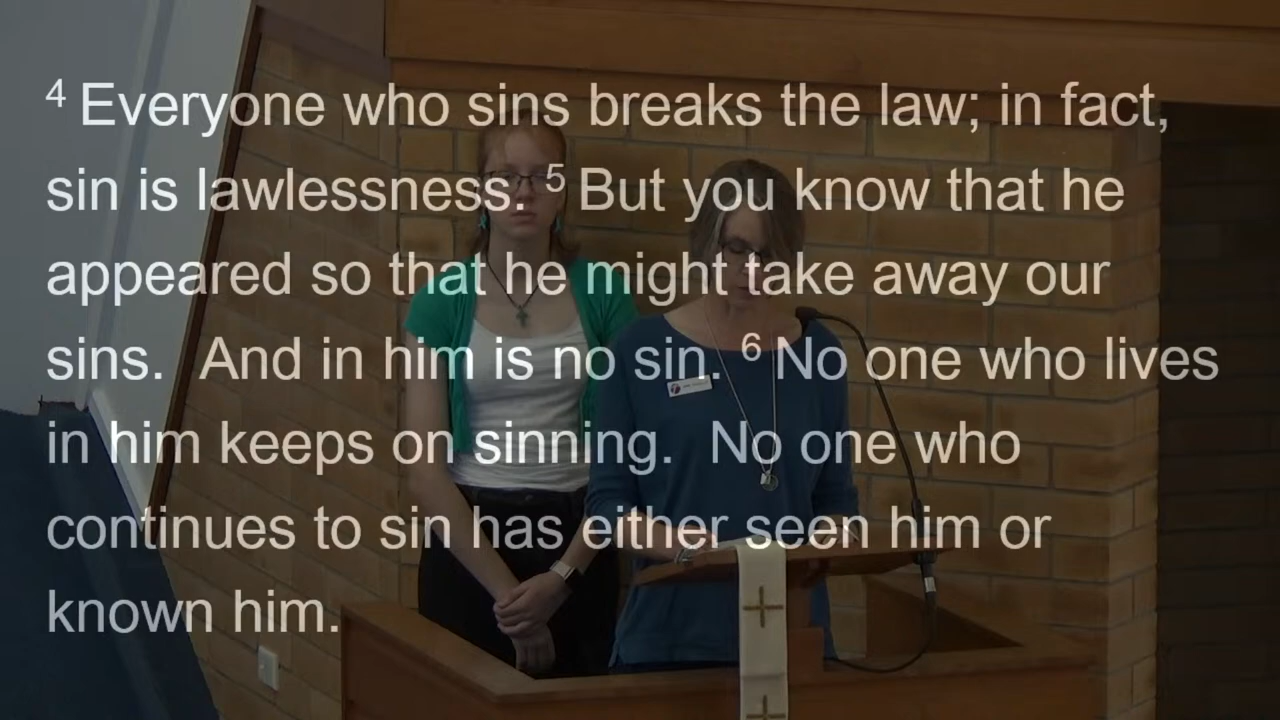 4 Everyone who sins breaks the law; in fact,
sin is lawlessness. 5 But you know that he
appeared so that he might take away our
sins. And in him is no sin. 6 No one who lives
in him keeps on sinning. No one who
continues to sin has either seen him or
known him.